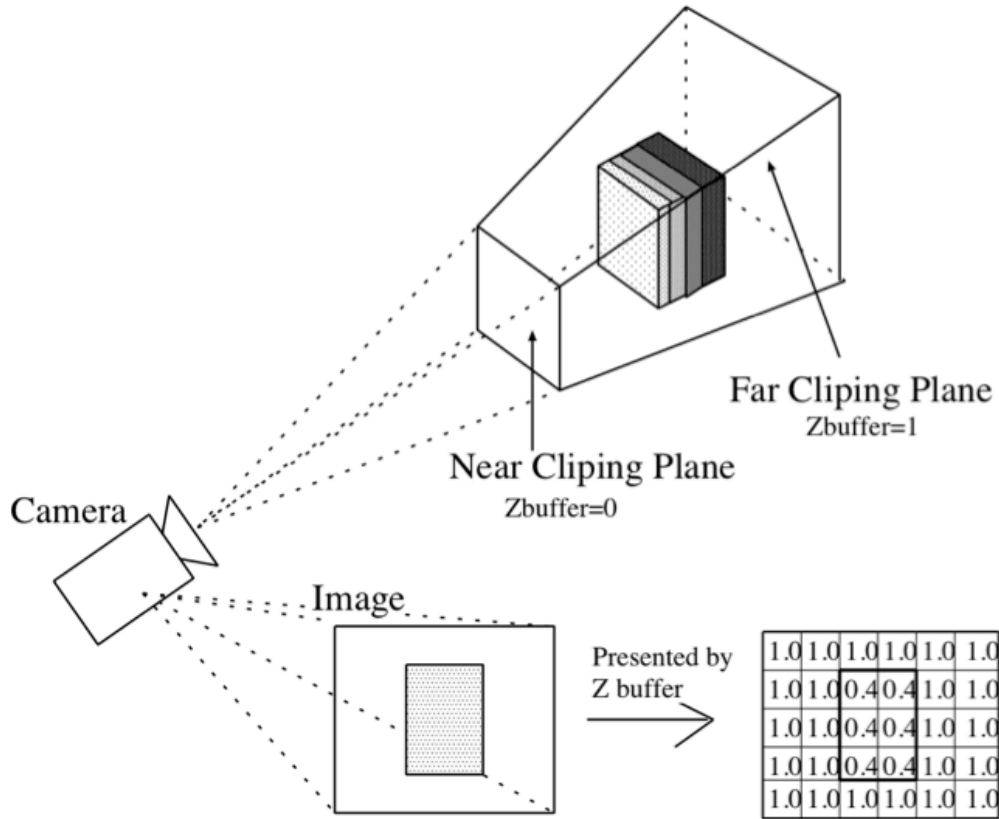 Far Cliping Plane
Zbuffer=1
Near Cliping Plane
Zbuffer=0
Camera
Image
Presented by
Z buffer
1.0 1.0 1.0 1.0 1.0 1.0
1.0 1.0 0.4 0.4 1.0 1.0
1.0 1.0 0.4 0.4 1.0 1.0
1.0 1.0 0.4 0.4 1.0 1.0
1.0 1.0 1.0 1.0 1.0 1.0